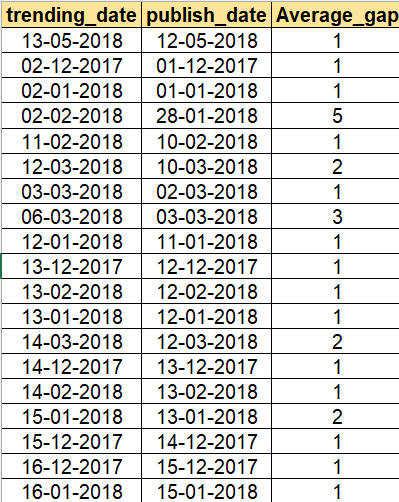 trending_date publish_date Average_gap
13-05-2018 12-05-2018 1
02-12-2017 01-12-2017 1
02-01-2018 01-01-2018 1
02-02-2018 28-01-2018 5
11-02-2018 10-02-2018 1
12-03-2018 10-03-2018 2
03-03-2018 02-03-2018 1
06-03-2018 03-03-2018 3
12-01-2018 11-01-2018 1
13-12-2017 12-12-2017 1
13-02-2018 12-02-2018 1
13-01-2018 12-01-2018 1
14-03-2018 12-03-2018 2
14-12-2017 13-12-2017 1
14-02-2018 13-02-2018 1
15-01-2018 13-01-2018 2
15-12-2017 14-12-2017 1
16-12-2017 15-12-2017 1
16-01-2018 15-01-2018 1